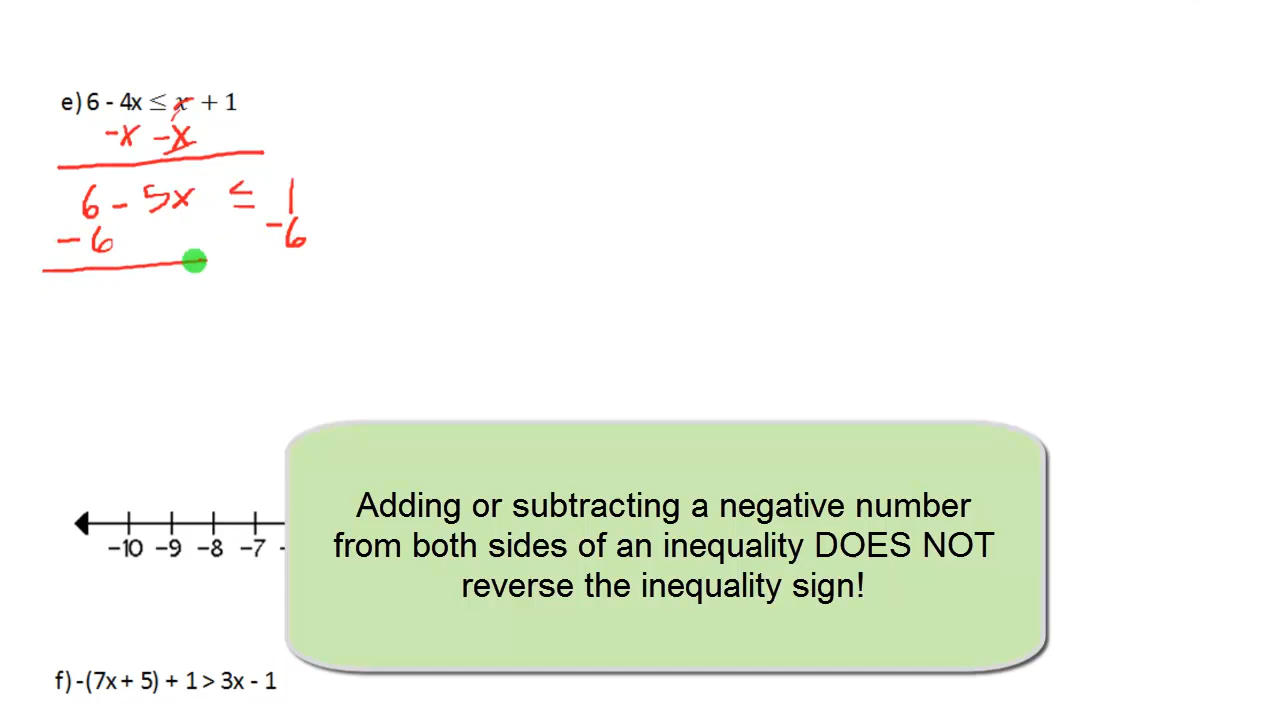 e) 6 - 4x ≤ x + 1
-x -x
6 - 5x ≤ 1
-6 -6
-10 -9 -8 -7 -
Adding or subtracting a negative number
from both sides of an inequality DOES NOT
reverse the inequality sign!
f) -(7x + 5) + 1 > 3x - 1